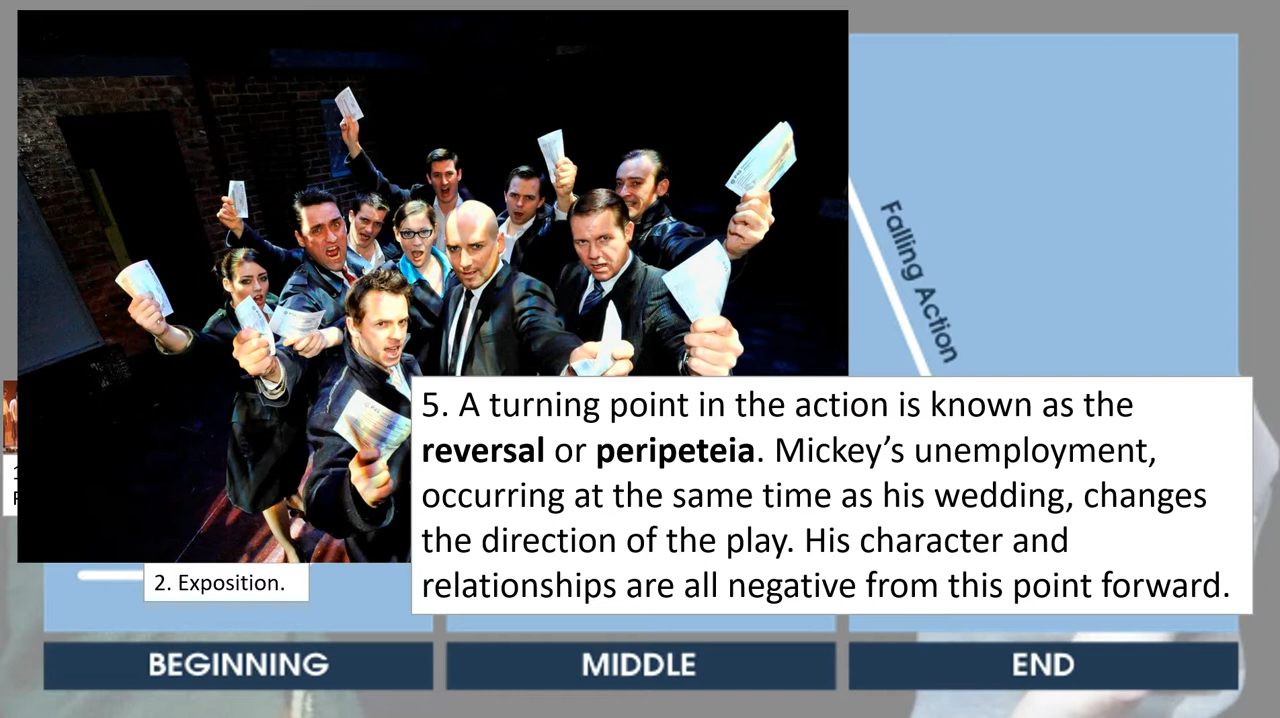 Falling Action
5. A turning point in the action is known as the
reversal or peripeteia. Mickey’s unemployment,
occurring at the same time as his wedding, changes
the direction of the play. His character and
relationships are all negative from this point forward.
2. Exposition.
BEGINNING
MIDDLE
END